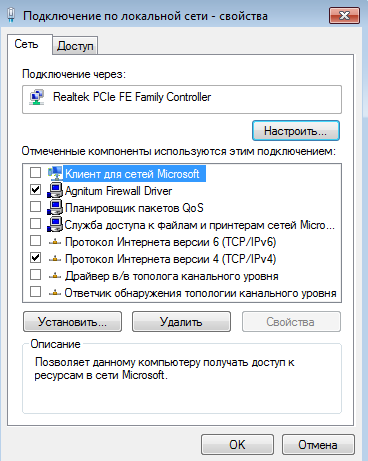 Подключение по локальной сети - свойства
Сеть
Доступ
Подключение через:
Realtek PCIe FE Family Controller
Настроить...
Отмеченные компоненты используются этим подключением:
Клиент для сетей Microsoft
Agnitum Firewall Driver
Планировщик пакетов QoS
Служба доступа к файлам и принтерам сетей Micro...
Протокол Интернета версии 6 (TCP/IPv6)
Протокол Интернета версии 4 (TCP/IPv4)
Драйвер в/в тополога канального уровня
Ответчик обнаружения топологии канального уровня
Установить...
Удалить
Свойства
Описание
Позволяет данному компьютеру получать доступ к
ресурсам в сети Microsoft.
OK
Отмена